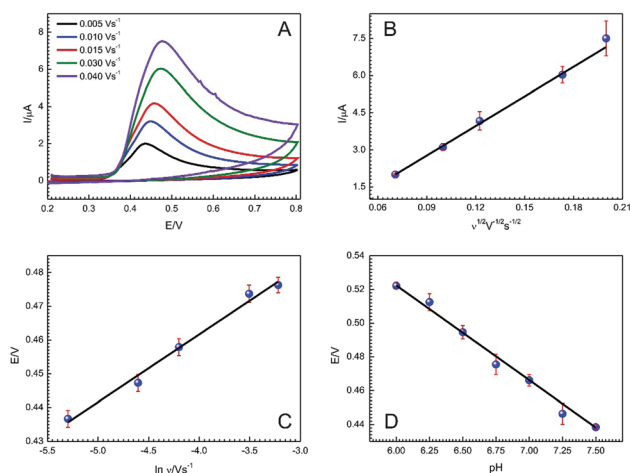 A
0.005 Vs⁻¹
0.010 Vs⁻¹
0.015 Vs⁻¹
0.030 Vs⁻¹
0.040 Vs⁻¹
8
6
4
2
0
I/μA
0.2 0.3 0.4 0.5 0.6 0.7 0.8
E/V
B
7.5
6.0
4.5
3.0
1.5
I/μA
0.06 0.09 0.12 0.15 0.18 0.21
ν¹ᐟ²V⁻¹ᐟ²s⁻¹ᐟ²
0.48
0.47
0.46
0.45
0.44
0.43
E/V
C
-5.5 -5.0 -4.5 -4.0 -3.5 -3.0
ln ν/Vs⁻¹
0.54
0.52
0.50
0.48
0.46
0.44
E/V
D
6.00 6.25 6.50 6.75 7.00 7.25 7.50
pH